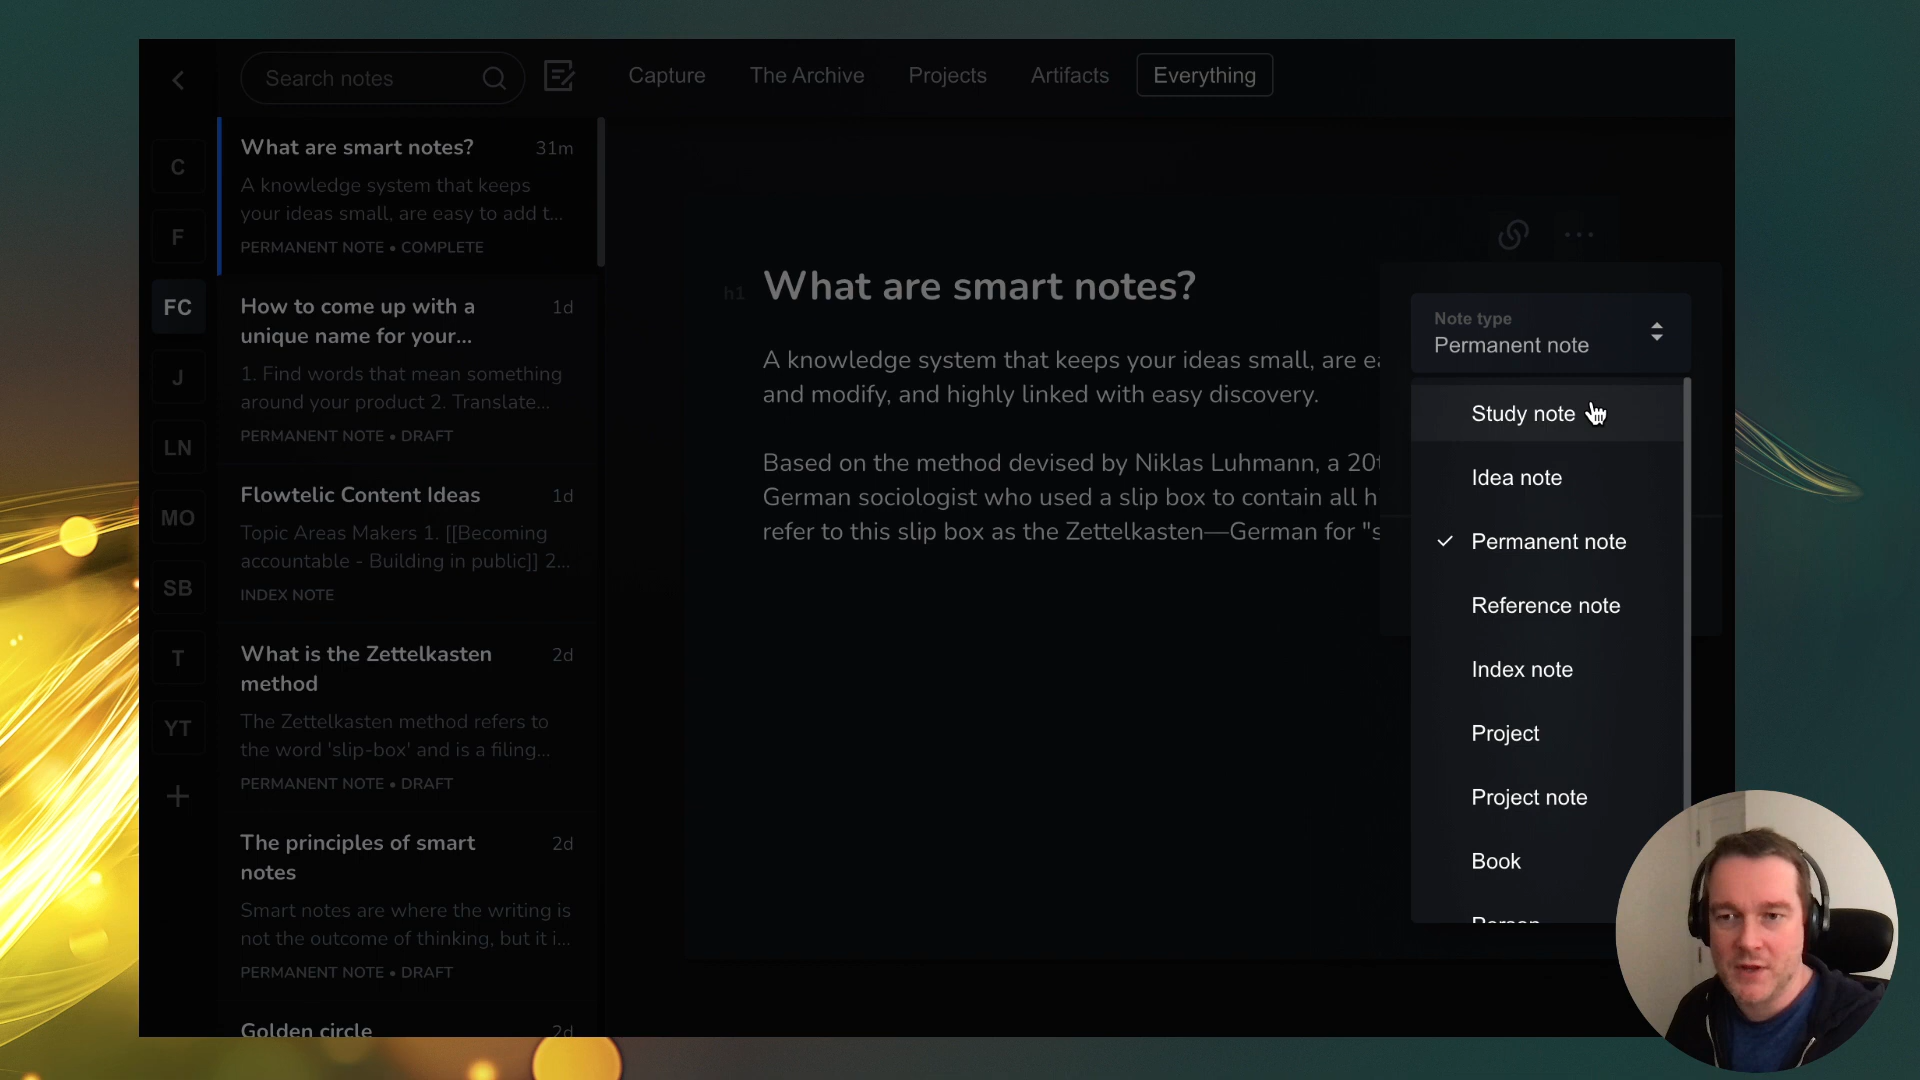 Search notes
Capture
The Archive
Projects
Artifacts
Everything
C
F
FC
J
LN
MO
SB
T
YT
What are smart notes?
31m
A knowledge system that keeps
your ideas small, are easy to add t...
PERMANENT NOTE • COMPLETE
How to come up with a
unique name for your...
1d
1. Find words that mean something
around your product 2. Translate...
PERMANENT NOTE • DRAFT
Flowtelic Content Ideas
1d
Topic Areas Makers 1. [[Becoming
accountable - Building in public]] 2...
INDEX NOTE
What is the Zettelkasten
method
2d
The Zettelkasten method refers to
the word 'slip-box' and is a filing...
PERMANENT NOTE • DRAFT
The principles of smart
notes
2d
Smart notes are where the writing is
not the outcome of thinking, but it i...
PERMANENT NOTE • DRAFT
Golden circle
2d
h1
What are smart notes?
A knowledge system that keeps your ideas small, are ea
and modify, and highly linked with easy discovery.
Based on the method devised by Niklas Luhmann, a 20t
German sociologist who used a slip box to contain all h
refer to this slip box as the Zettelkasten—German for "s
Note type
Permanent note
Study note
Idea note
Permanent note
Reference note
Index note
Project
Project note
Book
Person